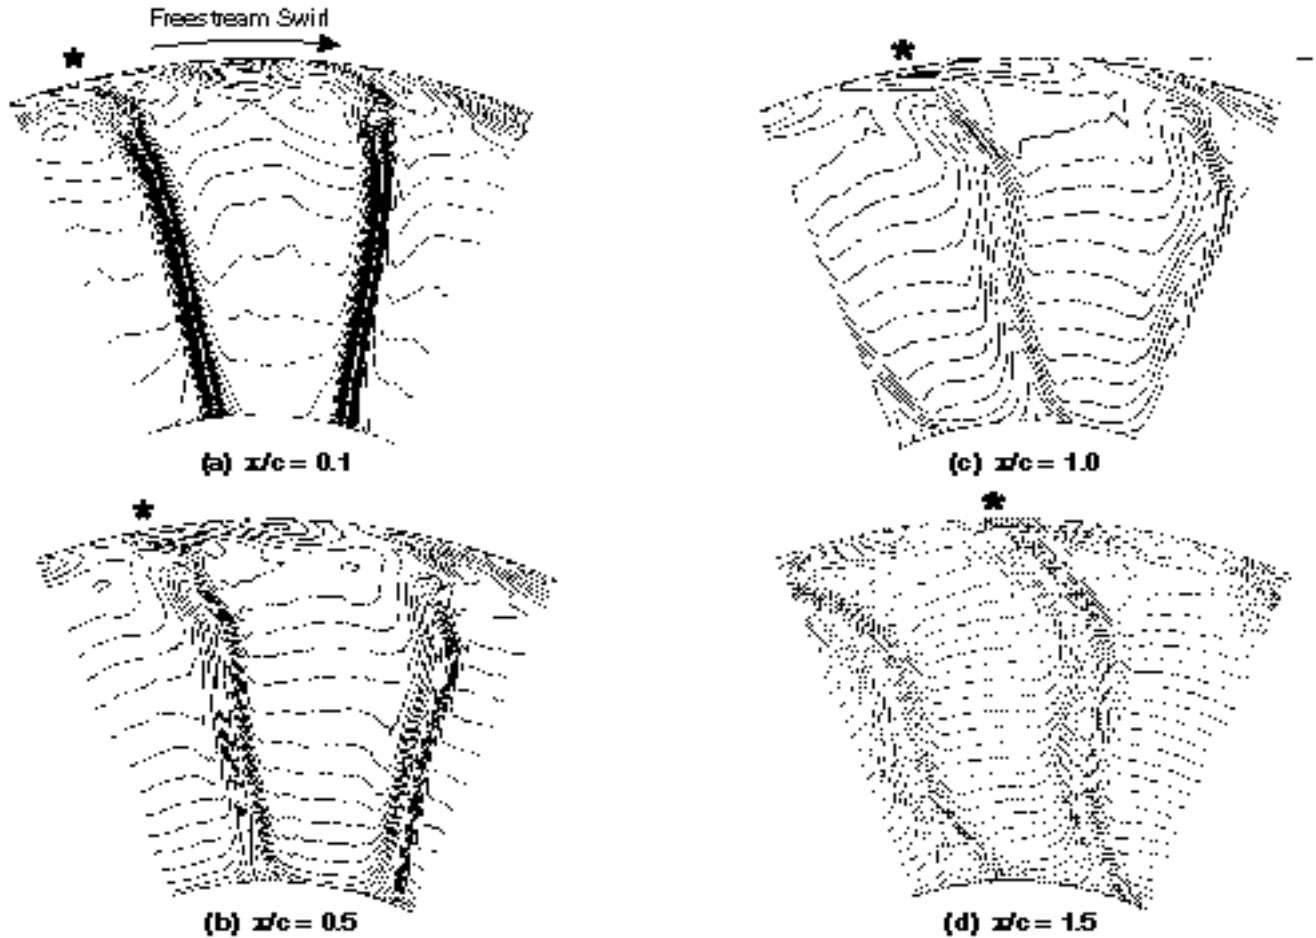 Freestream Swirl
*
*
(a) x/c = 0.1
(c) x/c = 1.0
*
*
(b) x/c = 0.5
(d) x/c = 1.5